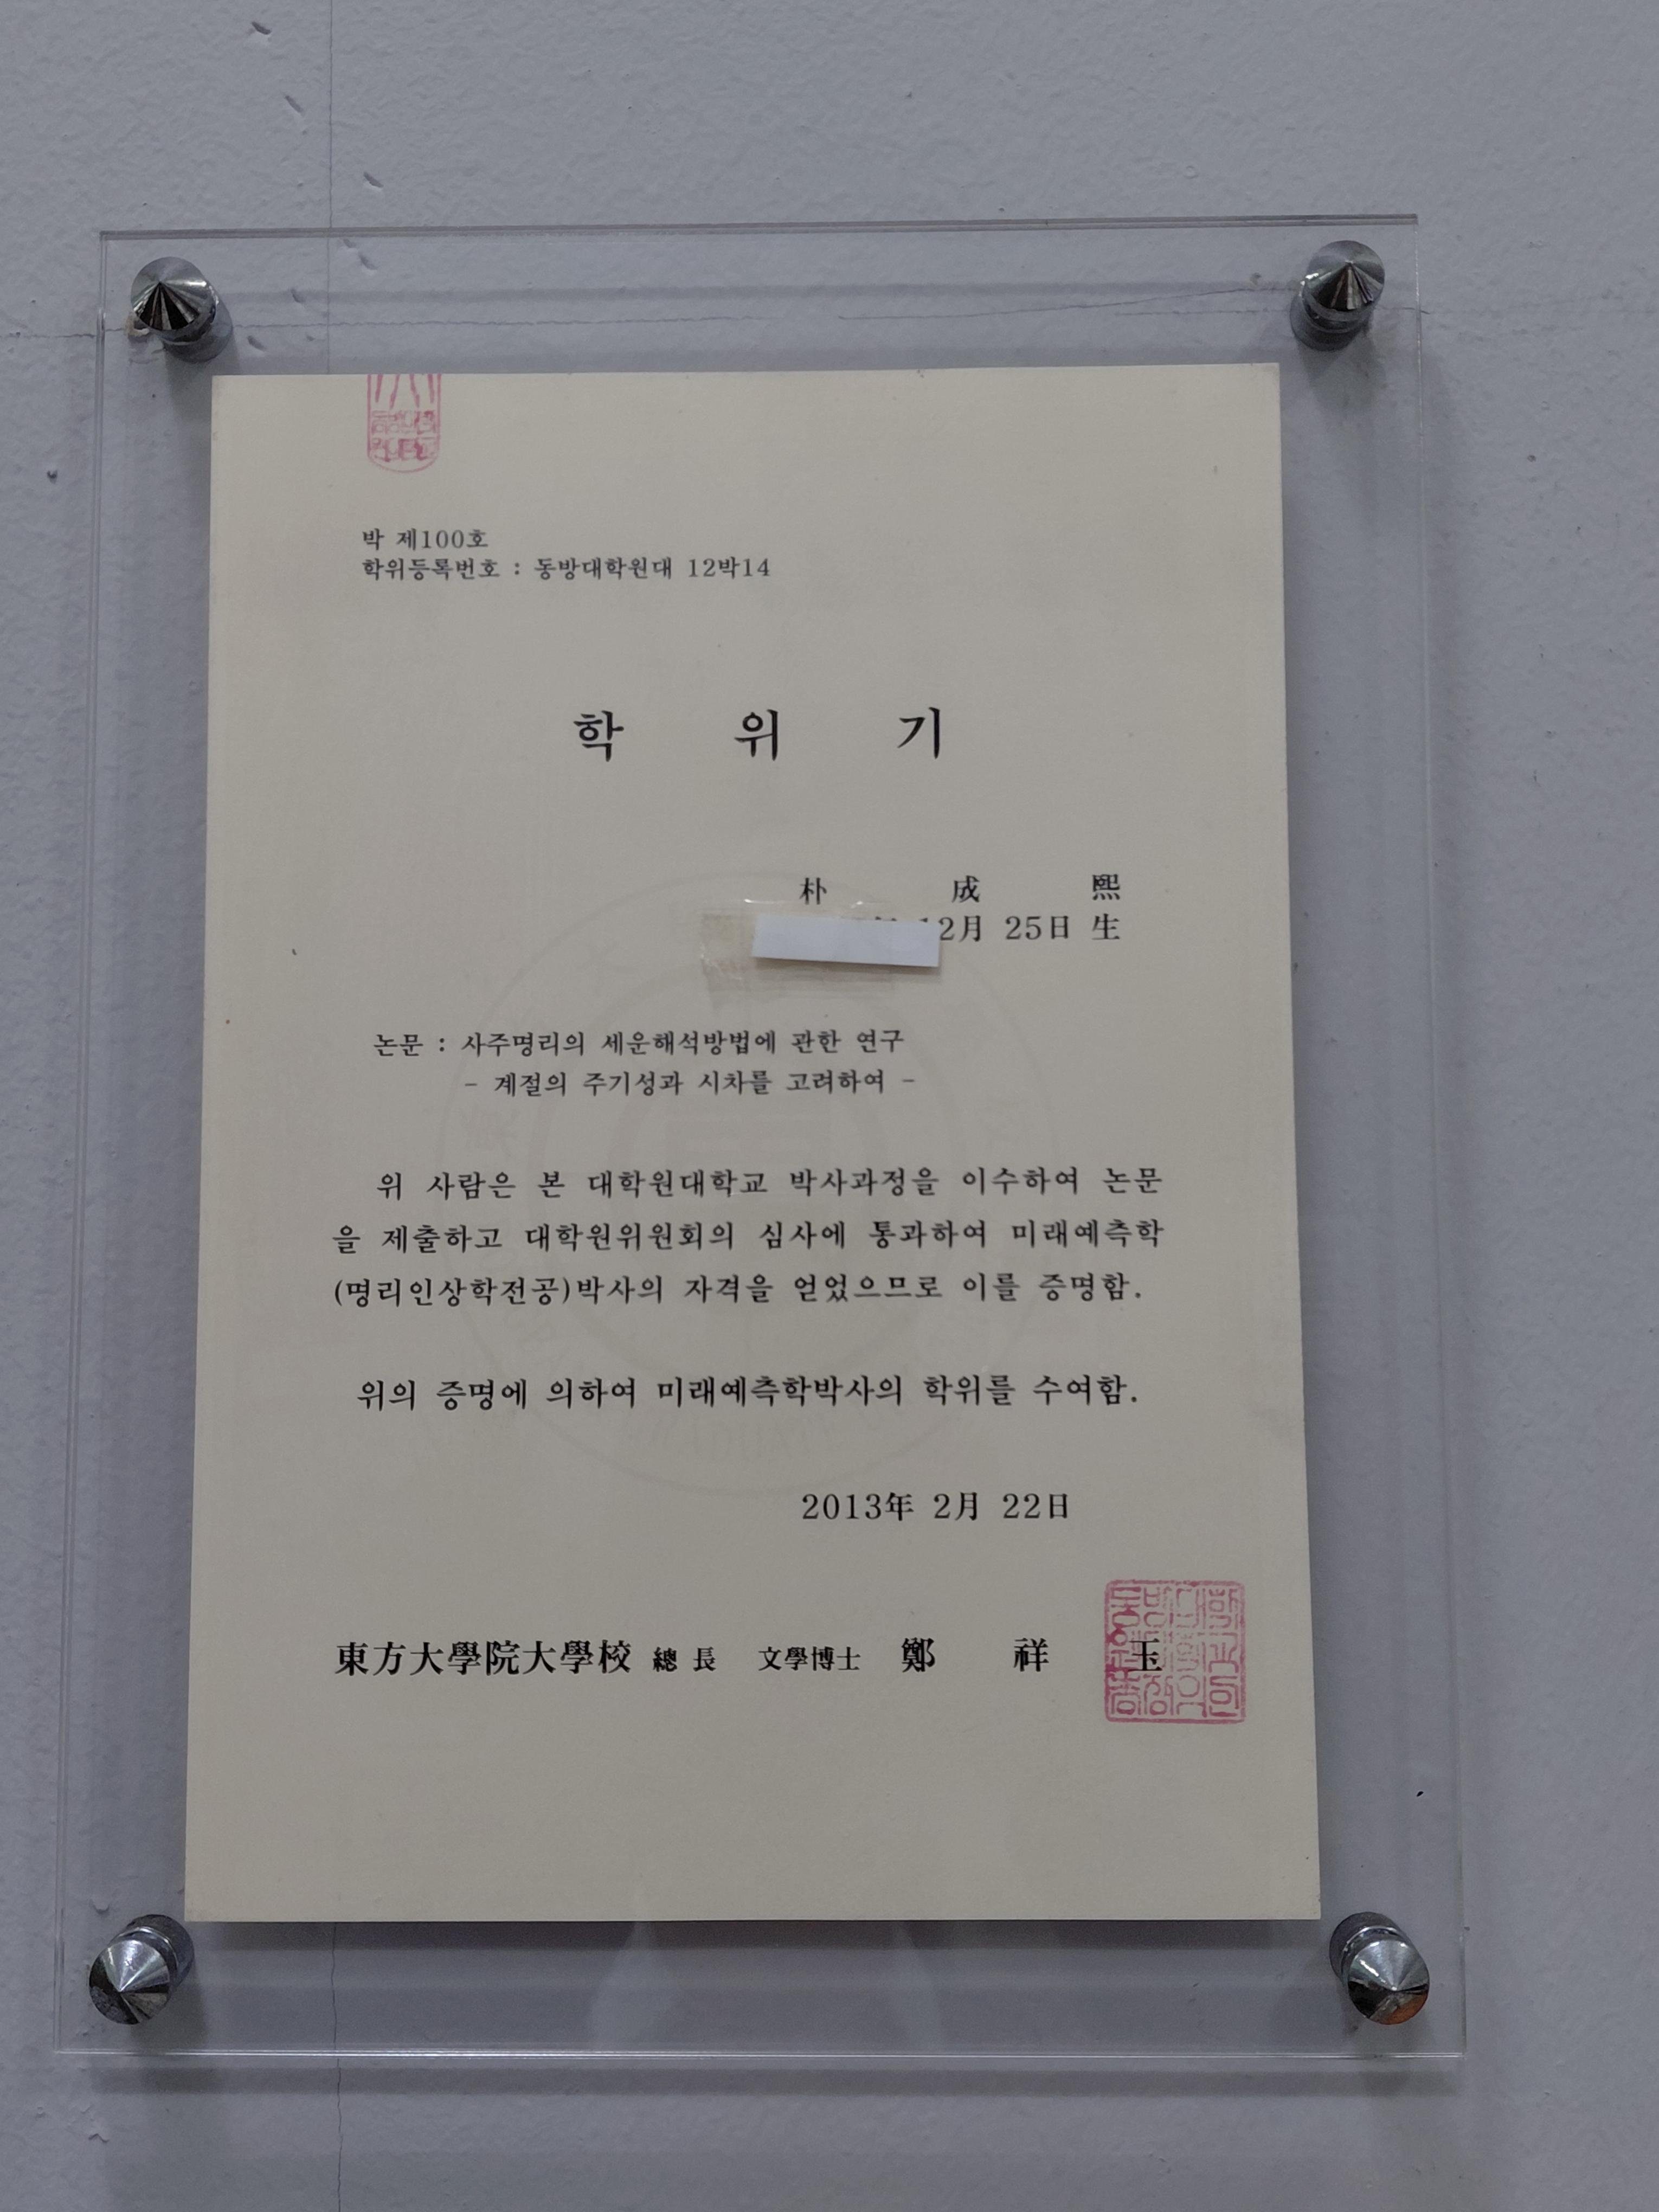 박 제100호
학위등록번호 : 동방대학원대 12박14
학 위 기
朴 成 熙
12月 25日 生
논문 : 사주명리의 세운해석방법에 관한 연구
- 계절의 주기성과 시차를 고려하여 -
위 사람은 본 대학원대학교 박사과정을 이수하여 논문
을 제출하고 대학원위원회의 심사에 통과하여 미래예측학
(명리인상학전공)박사의 자격을 얻었으므로 이를 증명함.
위의 증명에 의하여 미래예측학박사의 학위를 수여함.
2013年 2月 22日
東方大學院大學校 總 長 文學博士 鄭 祥 玉